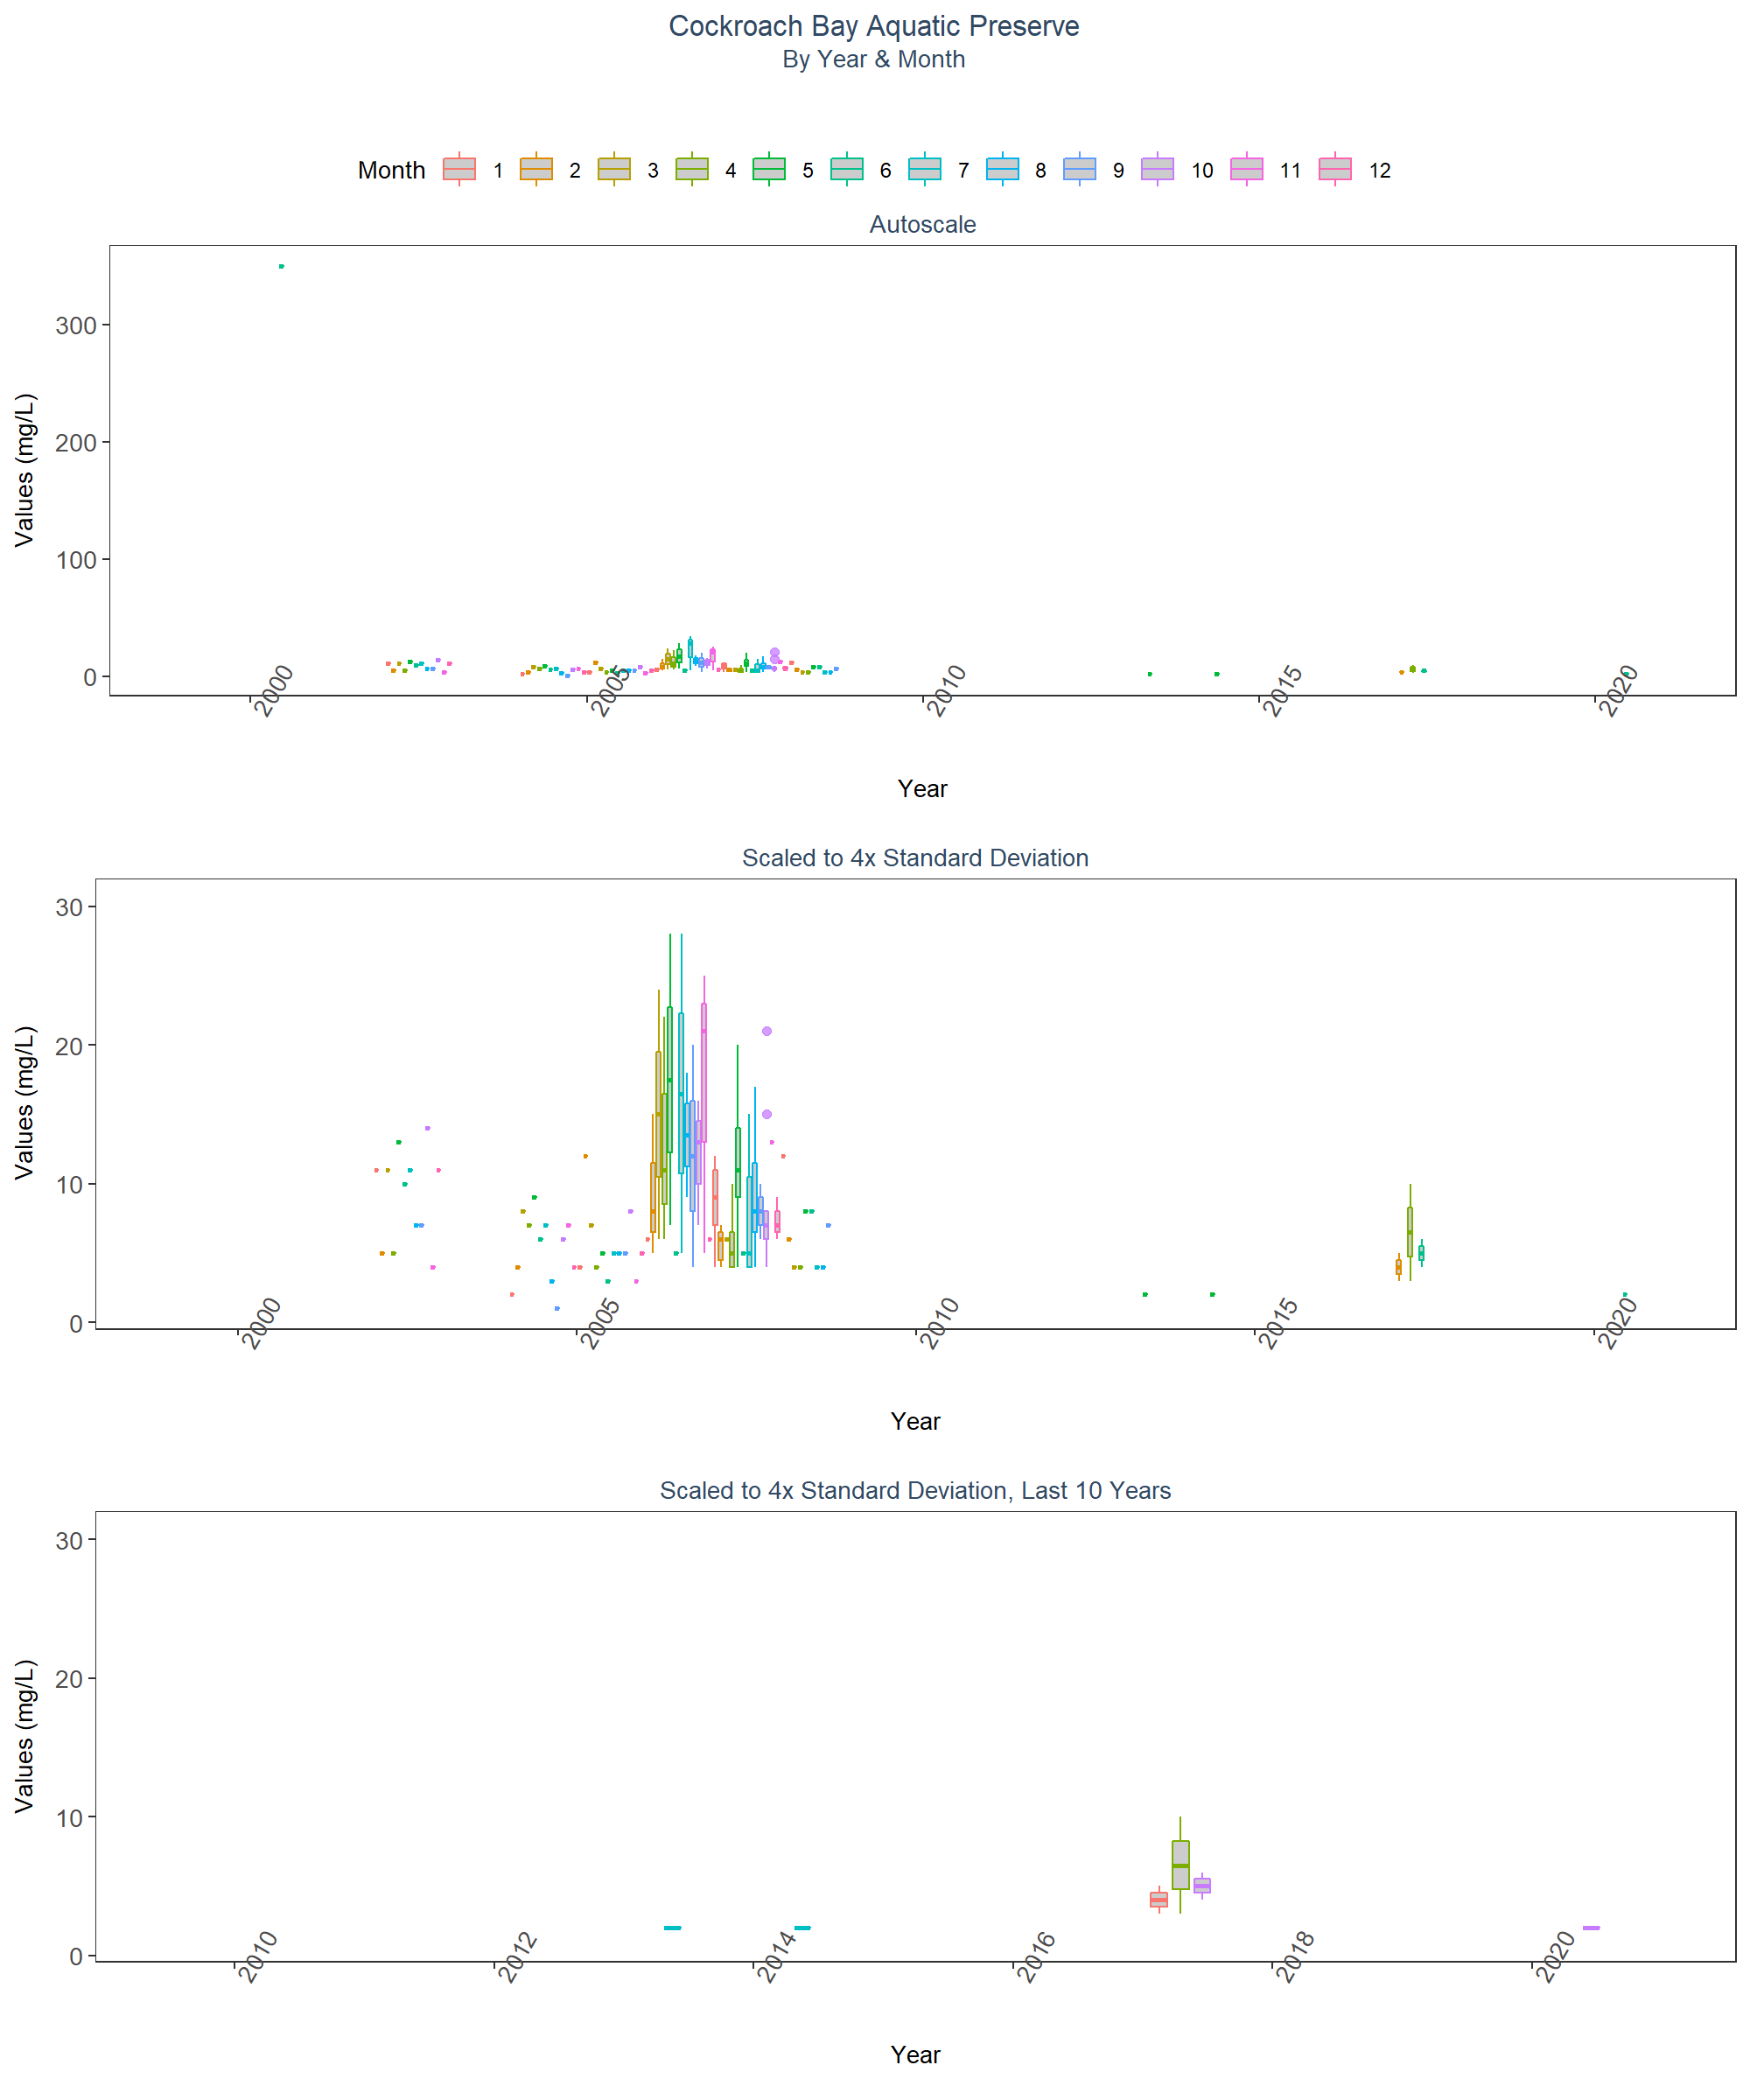 Cockroach Bay Aquatic Preserve
By Year & Month
Month 1 2 3 4 5 6 7 8 9 10 11 12
Autoscale
Values (mg/L)
300
200
100
0
2000 2005 2010 2015 2020
Year
Scaled to 4x Standard Deviation
Values (mg/L)
30
20
10
0
2000 2005 2010 2015 2020
Year
Scaled to 4x Standard Deviation, Last 10 Years
Values (mg/L)
30
20
10
0
2010 2012 2014 2016 2018 2020
Year